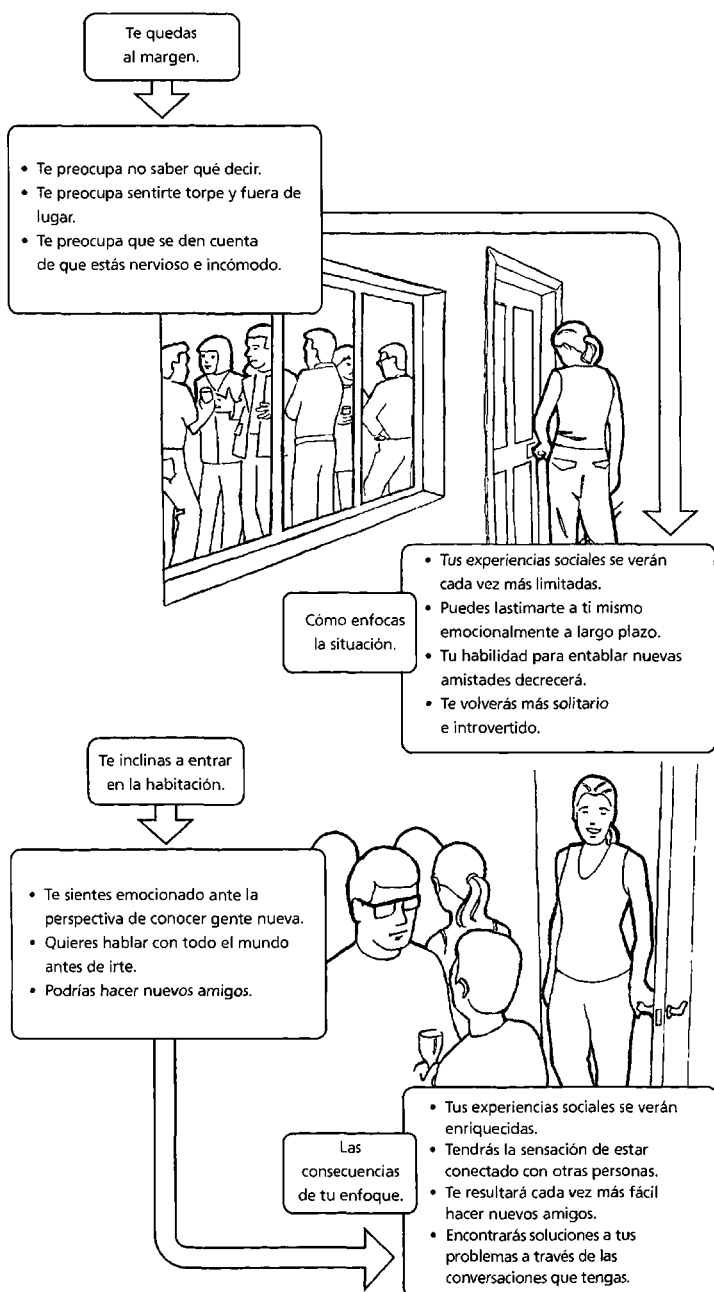 Te quedas
al margen.
• Te preocupa no saber qué decir.
• Te preocupa sentirte torpe y fuera de
lugar.
• Te preocupa que se den cuenta
de que estás nervioso e incómodo.
Cómo enfocas
la situación.
• Tus experiencias sociales se verán
cada vez más limitadas.
• Puedes lastimarte a ti mismo
emocionalmente a largo plazo.
• Tu habilidad para entablar nuevas
amistades decrecerá.
• Te volverás más solitario
e introvertido.
Te inclinas a entrar
en la habitación.
• Te sientes emocionado ante la
perspectiva de conocer gente nueva.
• Quieres hablar con todo el mundo
antes de irte.
• Podrías hacer nuevos amigos.
Las
consecuencias
de tu enfoque.
• Tus experiencias sociales se verán
enriquecidas.
• Tendrás la sensación de estar
conectado con otras personas.
• Te resultará cada vez más fácil
hacer nuevos amigos.
• Encontrarás soluciones a tus
problemas a través de las
conversaciones que tengas.